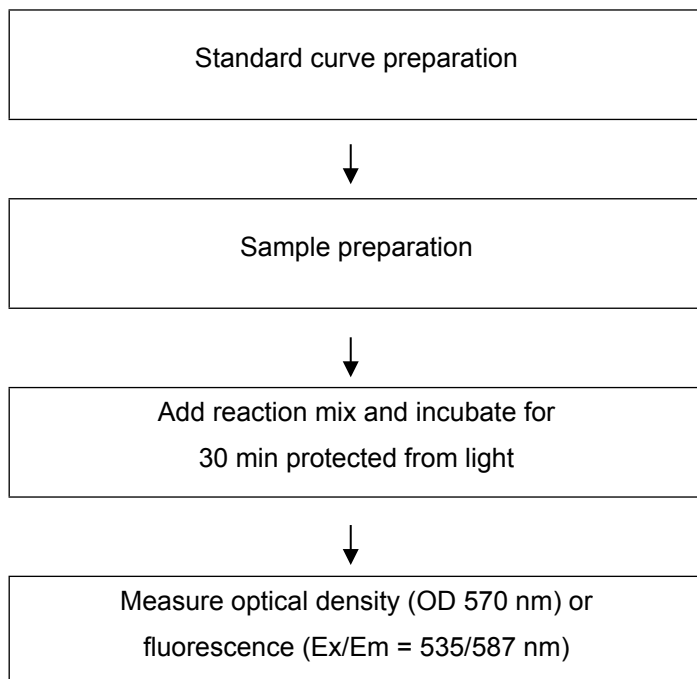 Standard curve preparation
Sample preparation
Add reaction mix and incubate for
30 min protected from light
Measure optical density (OD 570 nm) or
fluorescence (Ex/Em = 535/587 nm)